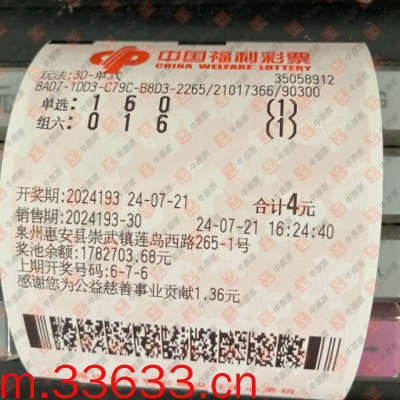 中国福利彩票
CHINA WELFARE LOTTERY
玩法:3D-单式 35058912
8AD7-1DD3-C79C-B8D3-2265/21017366/90300
单选: 1 6 0 (1)
组六: 0 1 6 (1)
开奖期:2024193 24-07-21 合计4元
销售期:2024193-30 24-07-21 16:24:40
泉州惠安县崇武镇莲岛西路265-1号
奖池余额:1782703.68元
上期开奖号码:6-7-6
感谢您为公益慈善事业贡献1.36元
m.33633.cn